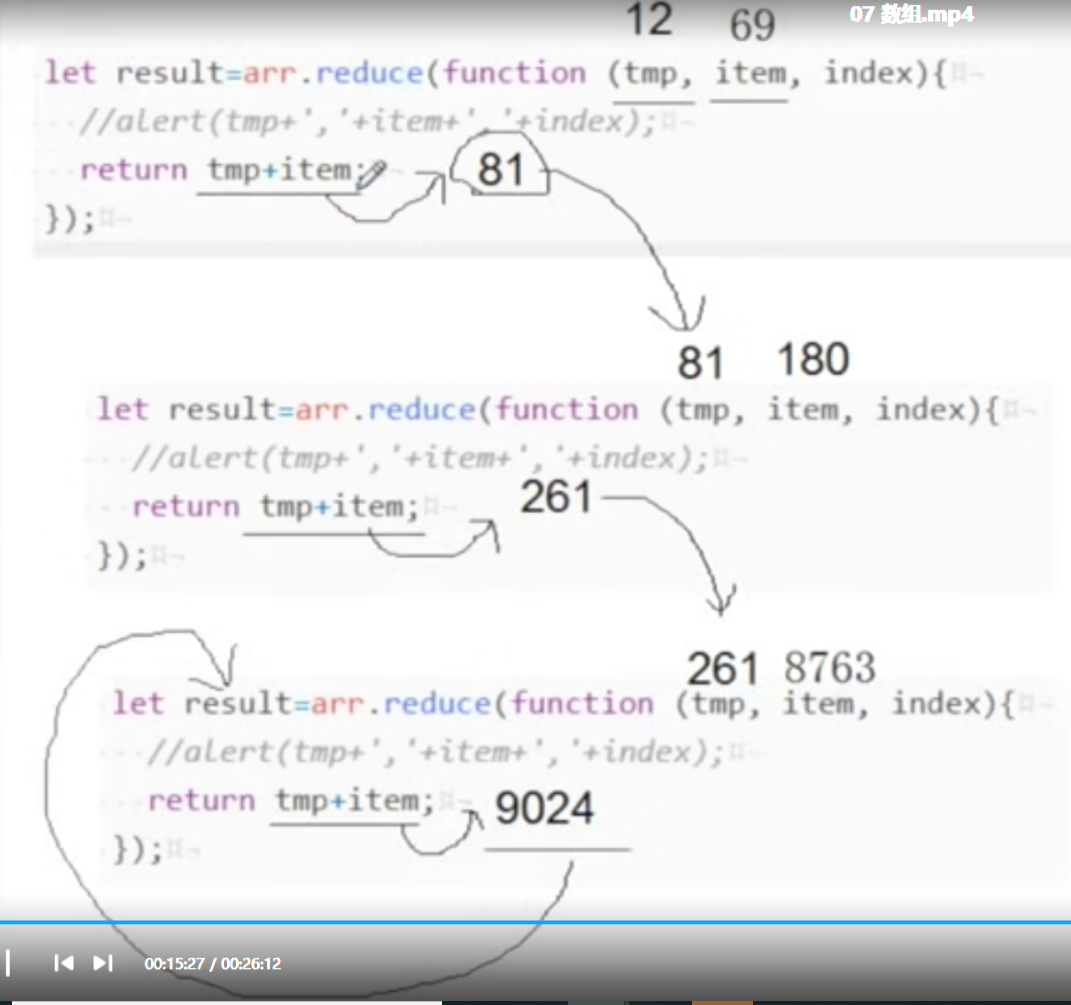 07 数组.mp4
12 69
let result=arr.reduce(function (tmp, item, index){
//alert(tmp+','+item+','+index);
return tmp+item;
81
});
81 180
let result=arr.reduce(function (tmp, item, index){
//alert(tmp+','+item+','+index);
return tmp+item;
261
});
261 8763
let result=arr.reduce(function (tmp, item, index){
//alert(tmp+','+item+','+index);
return tmp+item;
9024
});
00:15:27 / 00:26:12